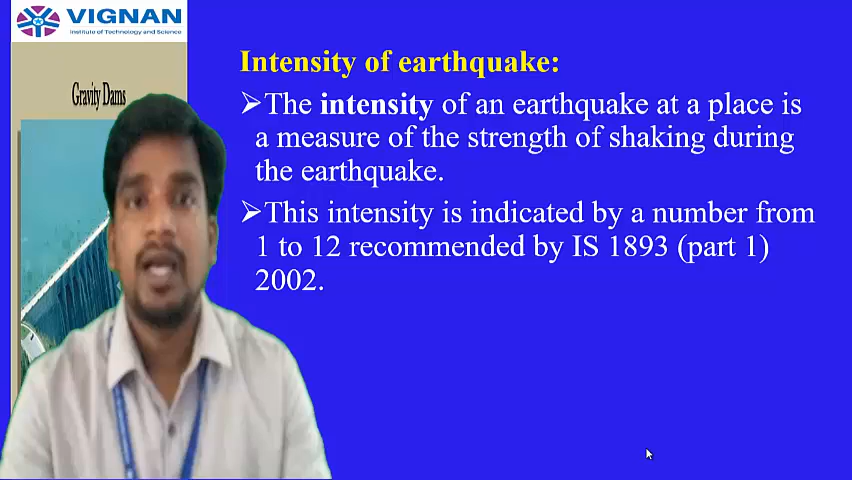 VIGNAN
Institute of Technology and Science
Gravity Dams
Intensity of earthquake:
➢The intensity of an earthquake at a place is
a measure of the strength of shaking during
the earthquake.
➢This intensity is indicated by a number from
1 to 12 recommended by IS 1893 (part 1)
2002.